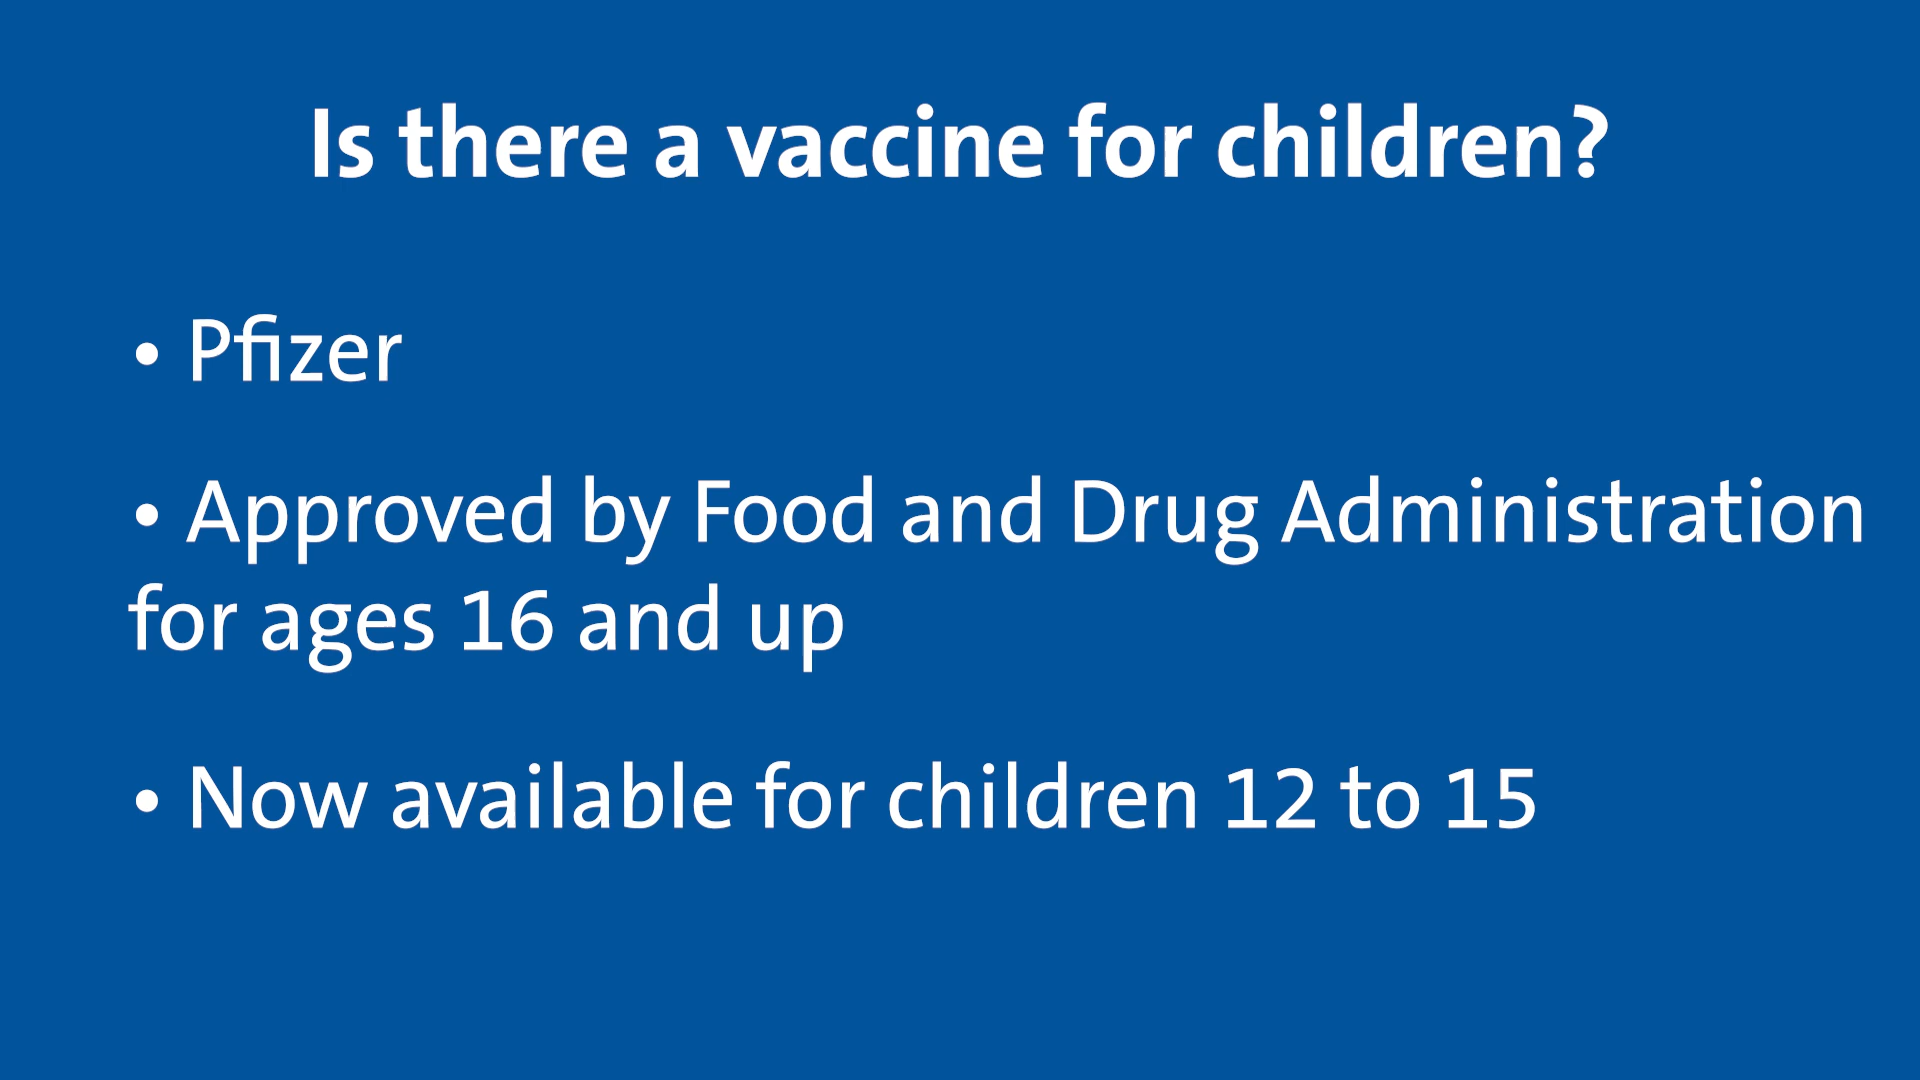 Is there a vaccine for children?
• Pfizer
• Approved by Food and Drug Administration
for ages 16 and up
• Now available for children 12 to 15